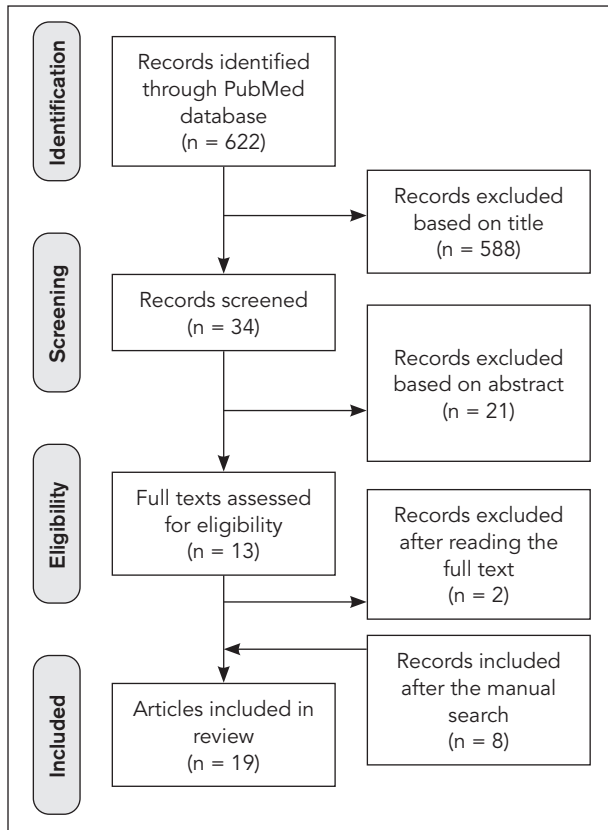 Identification
Records identified
through PubMed
database
(n = 622)
Records excluded
based on title
(n = 588)
Screening
Records screened
(n = 34)
Records excluded
based on abstract
(n = 21)
Eligibility
Full texts assessed
for eligibility
(n = 13)
Records excluded
after reading the
full text
(n = 2)
Included
Records included
after the manual
search
(n = 8)
Articles included in
review
(n = 19)